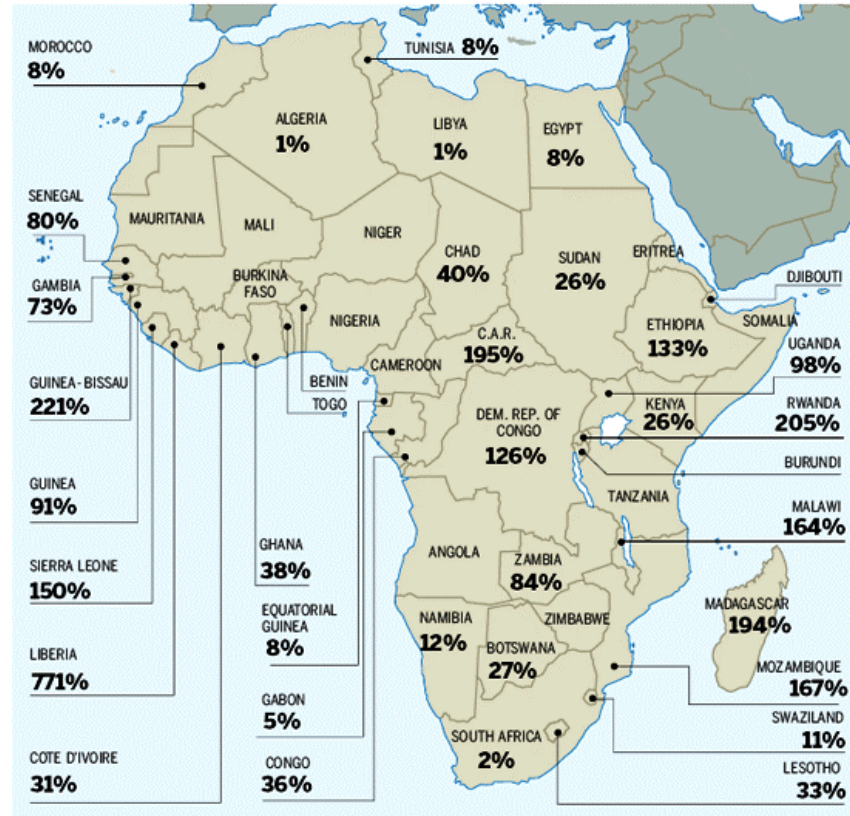 MOROCCO
8%
TUNISIA 8%
ALGERIA
1%
LIBYA
1%
EGYPT
8%
SENEGAL
80%
MAURITANIA
MALI
NIGER
CHAD
40%
SUDAN
26%
ERITREA
DJIBOUTI
GAMBIA
73%
BURKINA
FASO
NIGERIA
C.A.R.
195%
ETHIOPIA
133%
SOMALIA
UGANDA
98%
GUINEA-BISSAU
221%
BENIN
TOGO
CAMEROON
DEM. REP. OF
CONGO
126%
KENYA
26%
RWANDA
205%
BURUNDI
GUINEA
91%
TANZANIA
MALAWI
164%
SIERRA LEONE
150%
GHANA
38%
ANGOLA
ZAMBIA
84%
EQUATORIAL
GUINEA
8%
NAMIBIA
12%
ZIMBABWE
BOTSWANA
27%
MADAGASCAR
194%
LIBERIA
771%
GABON
5%
MOZAMBIQUE
167%
SOUTH AFRICA
2%
SWAZILAND
11%
COTE D'IVOIRE
31%
CONGO
36%
LESOTHO
33%